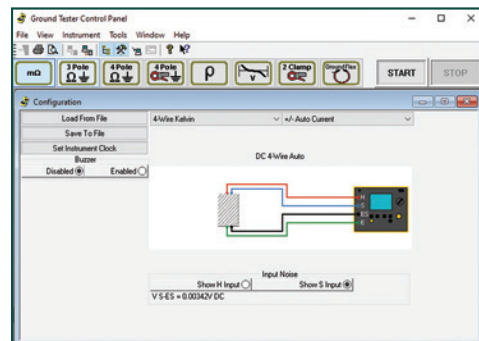 Ground Tester Control Panel
File View Instrument Tools Window Help
mΩ 3 Pole Ω 4 Pole Ω 4 Pole Ω ρ V 2 Clamp Ω GroundFlex Ω START STOP
Configuration
Load From File 4-Wire Kelvin +/- Auto Current
Save To File
Set Instrument Clock
Buzzer
Disabled Enabled
DC 4-Wire Auto
H
S
ES
E
Input Noise
Show H Input Show S Input
V S-ES = 0.00342V DC